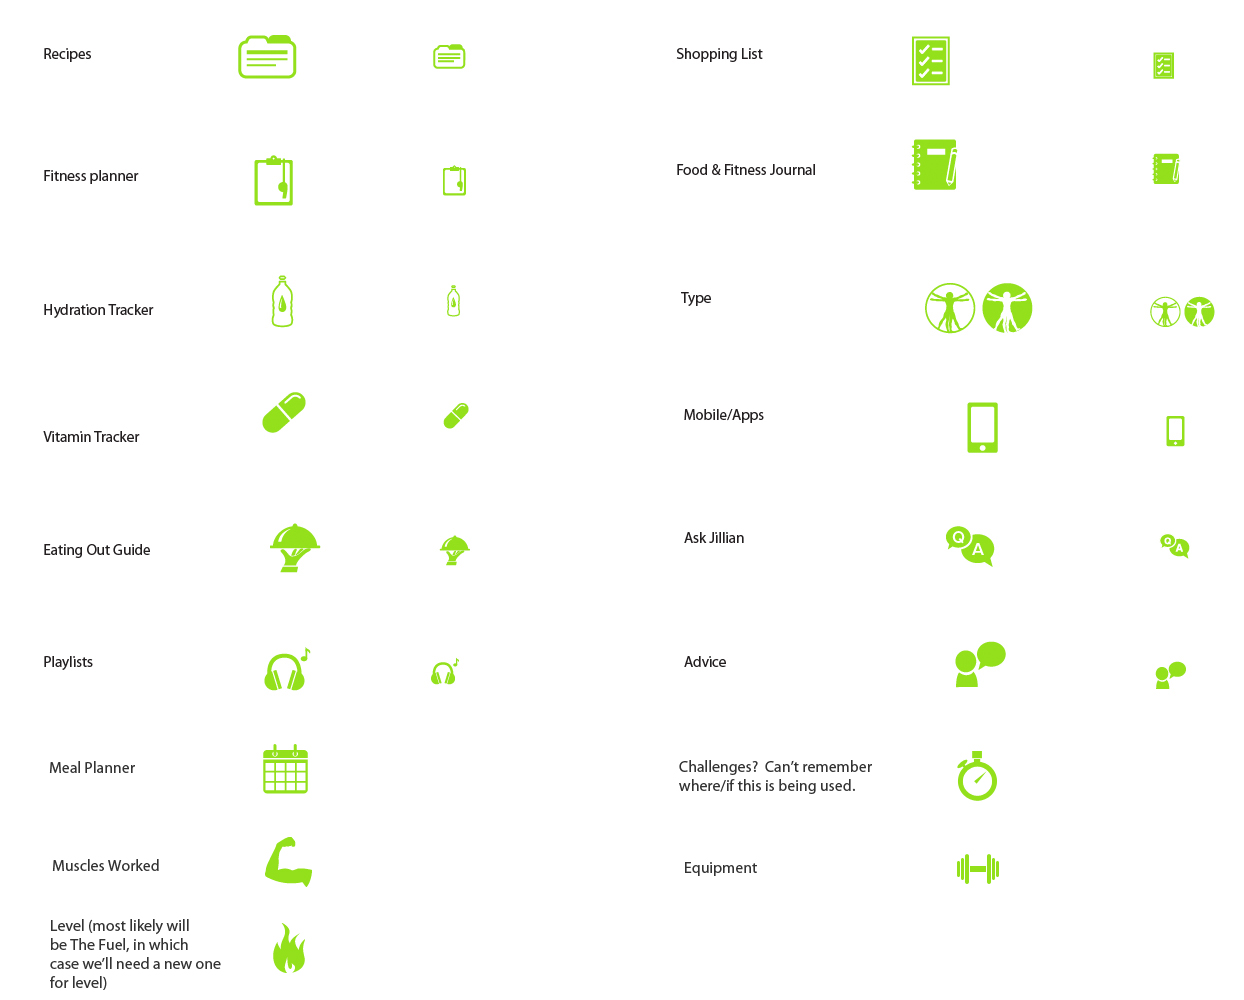 Recipes
Shopping List
Fitness planner
Food & Fitness Journal
Hydration Tracker
Type
Vitamin Tracker
Mobile/Apps
Eating Out Guide
Ask Jillian
Q
A
Q
A
Playlists
Advice
Meal Planner
Challenges?  Can't remember
where/if this is being used.
Muscles Worked
Equipment
Level (most likely will
be The Fuel, in which
case we'll need a new one
for level)